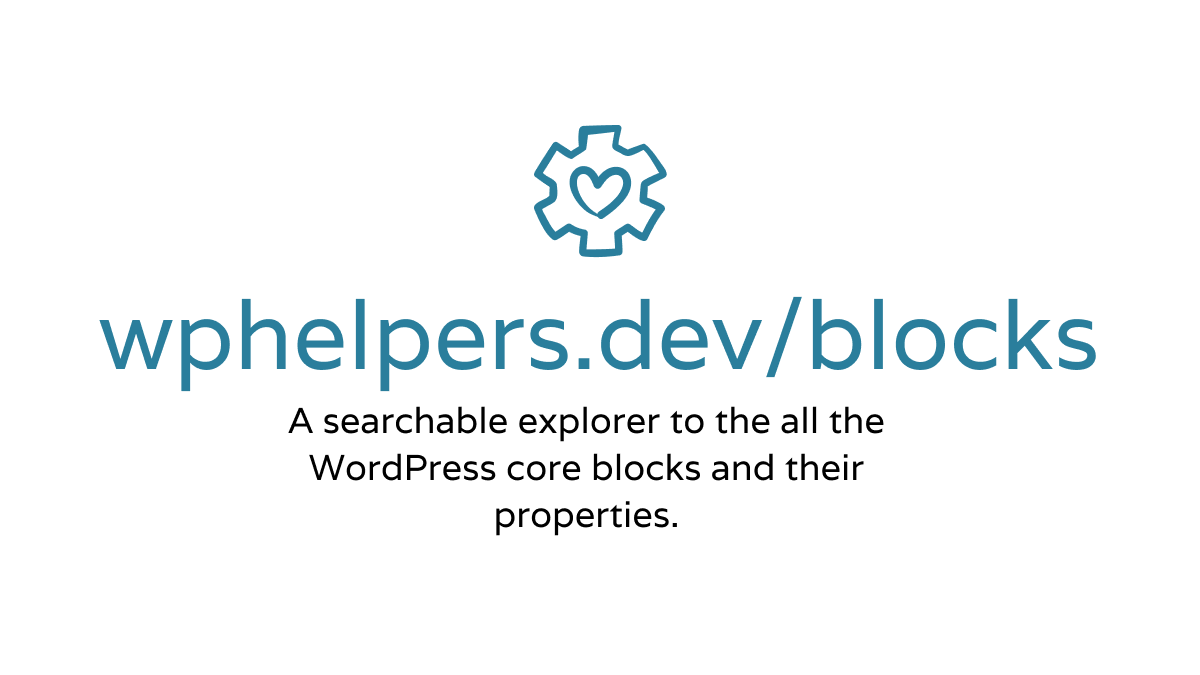 wphelpers.dev/blocks
A searchable explorer to the all the
WordPress core blocks and their
properties.